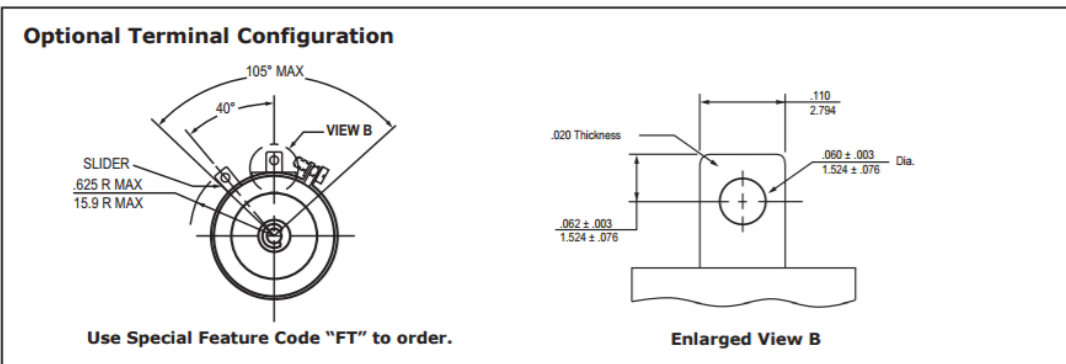 Optional Terminal Configuration
105° MAX
40°
VIEW B
SLIDER
.625 R MAX
15.9 R MAX
Use Special Feature Code “FT” to order.
.110
2.794
.020 Thickness
.060 ± .003
1.524 ± .076
Dia.
.062 ± .003
1.524 ± .076
Enlarged View B